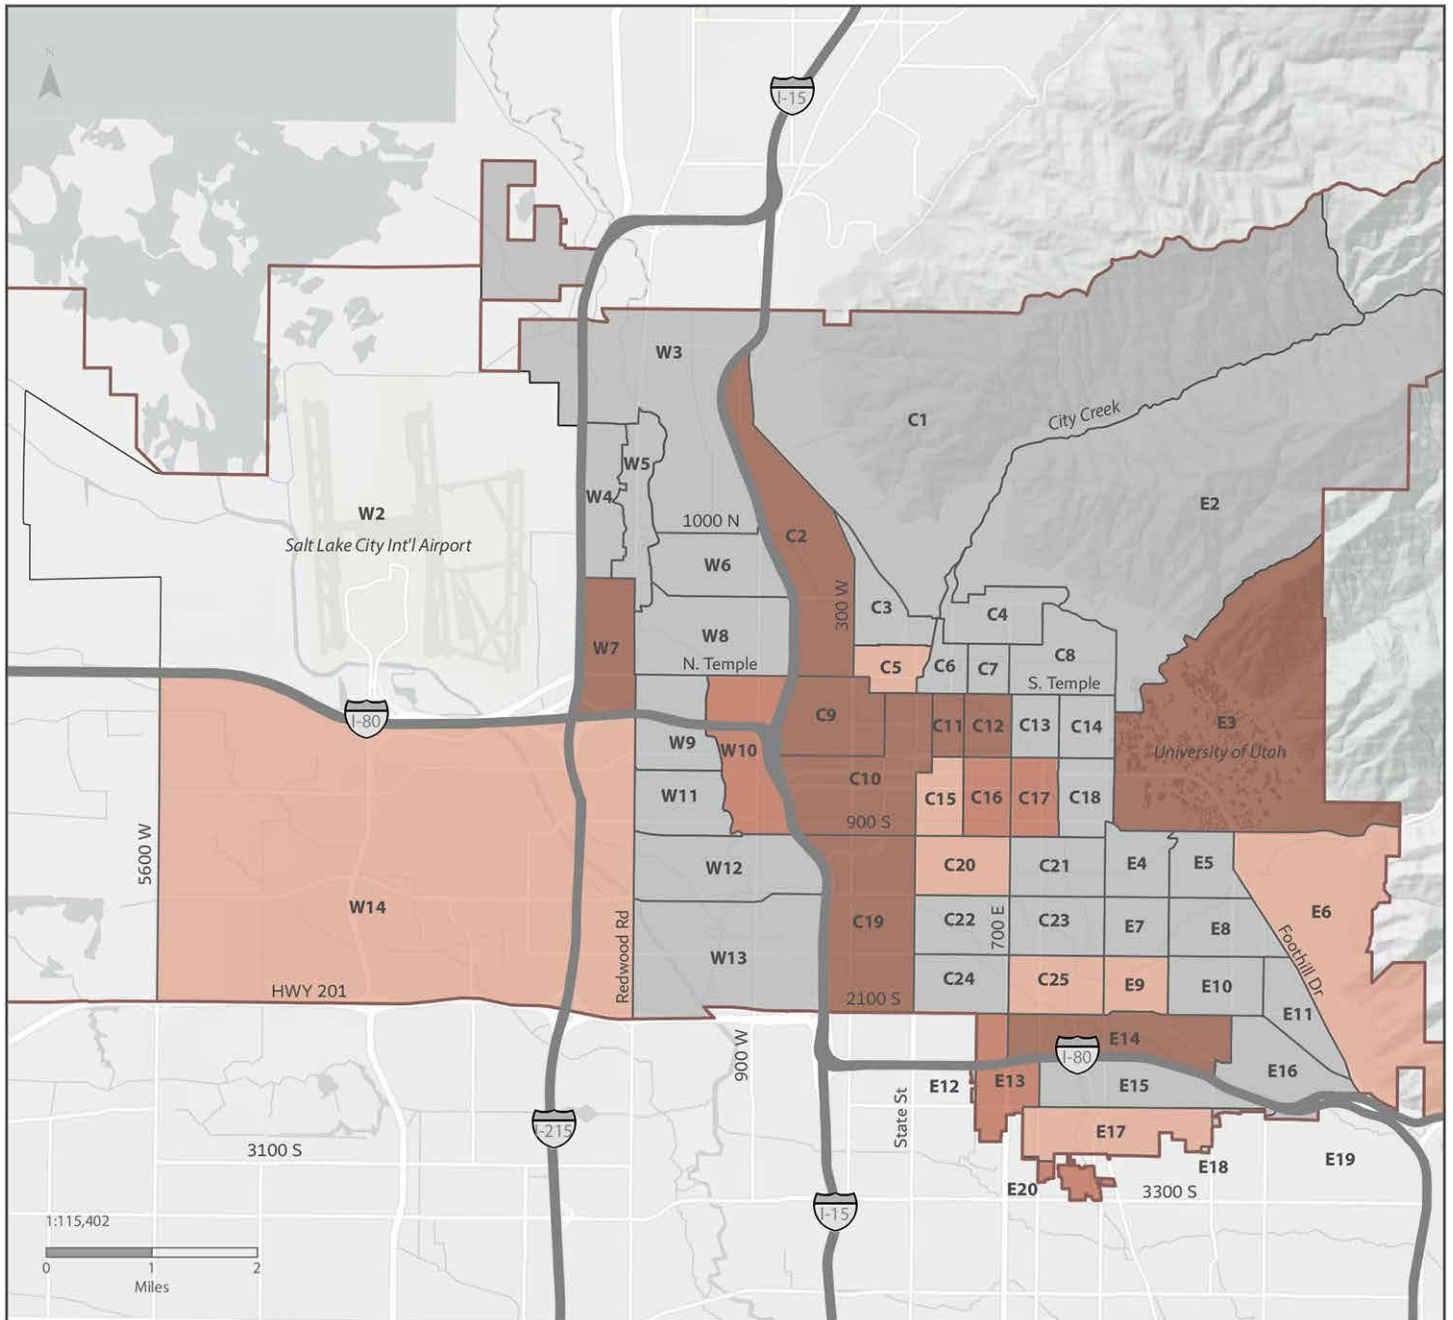 N
I-15
W3
C1
City Creek
W5
W4
E2
W2
1000 N
Salt Lake City Int'l Airport
C2
W6
300 W
C3
C4
W8
W7
C8
N. Temple
C5
C6
C7
S. Temple
I-80
C9
C11
C12
C13
C14
E3
W9
W10
University of Utah
C10
W11
C15
C16
C17
C18
900 S
5600 W
W12
C20
C21
E4
E5
W14
E6
C19
C22
700 E
C23
E7
E8
Redwood Rd
W13
Foothill Dr
C24
C25
E9
E10
HWY 201
2100 S
E11
E14
900 W
I-80
E12
E13
E15
E16
State St
I-215
E17
3100 S
E18
E19
E20
3300 S
I-15
1:115,402
0
1
2
Miles